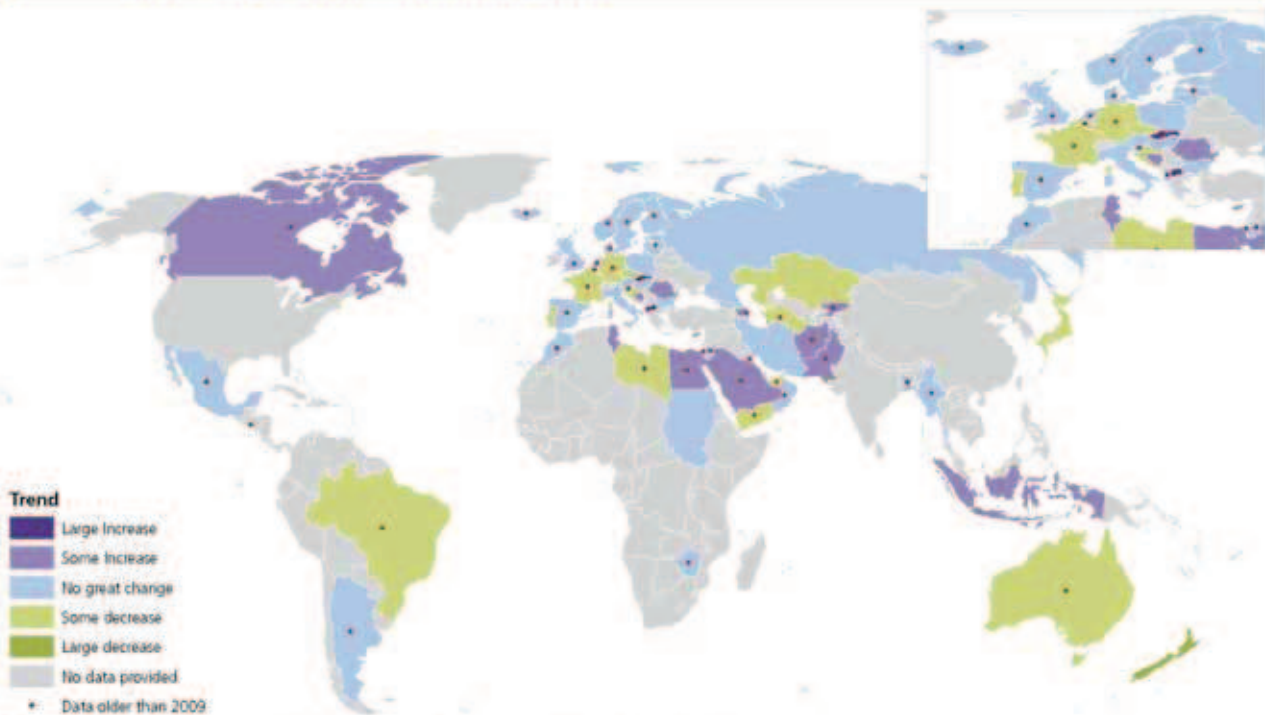 Trend
Large Increase
Some Increase
No great change
Some decrease
Large decrease
No data provided
Data older than 2009